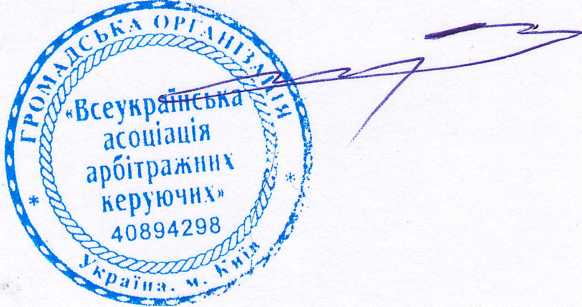 ГРОМАДСЬКА ОРГАНІЗАЦІЯ
«Всеукраїнська
асоціація
арбітражних
керуючих»
40894298
* Україна. м. Київ *